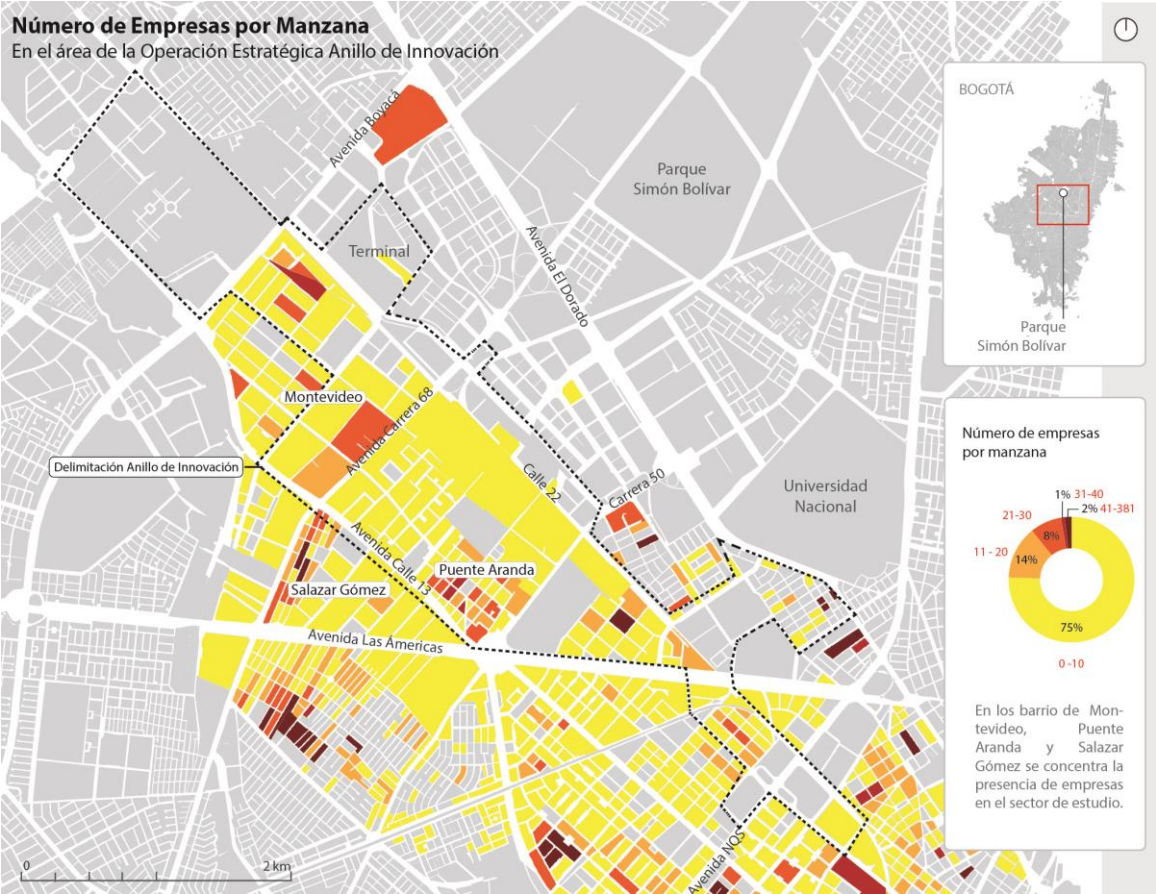 Número de Empresas por Manzana
En el área de la Operación Estratégica Anillo de Innovación
Avenida Boyacá
Parque
Simón Bolívar
Terminal
Avenida El Dorado
Montevideo
Avenida Carrera 68
Delimitación Anillo de Innovación
Calle 22
Carrera 50
Universidad
Nacional
Avenida Calle 13
Puente Aranda
Salazar Gómez
Avenida Las Americas
Avenida NQS
0
2 km
BOGOTÁ
Parque
Simón Bolívar
Número de empresas
por manzana
1% 31-40
2% 41-381
21-30
8%
11 - 20
14%
75%
0 -10
En los barrio de Mon-
tevideo, Puente
Aranda y Salazar
Gómez se concentra la
presencia de empresas
en el sector de estudio.